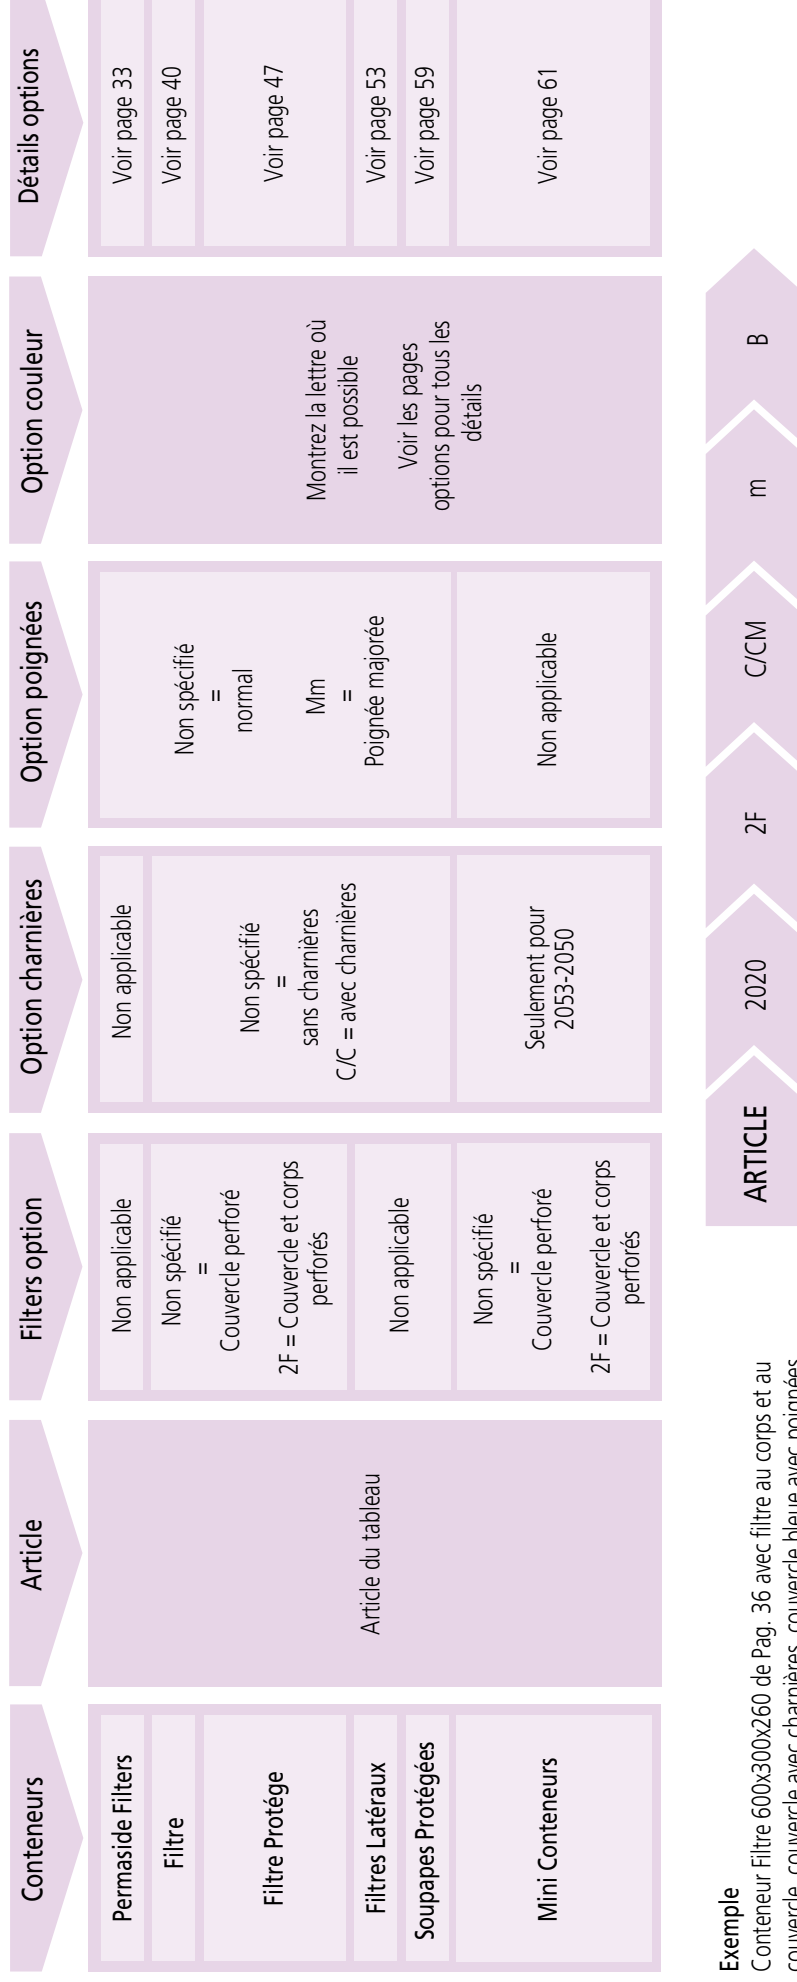 Conteneurs
Article
Filters option
Option charnières
Option poignées
Option couleur
Détails options
Permaside Filters
Filtre
Filtre Protége
Filtres Latéraux
Soupapes Protégées
Mini Conteneurs
Article du tableau
Non applicable
Non spécifié
=
Couvercle perforé
2F = Couvercle et corps
perforés
Non applicable
Non spécifié
=
Couvercle perforé
2F = Couvercle et corps
perforés
Non applicable
Non spécifié
=
sans charnières
C/C = avec charnières
Seulement pour
2053-2050
Non spécifié
=
normal
Mm
=
Poignée majorée
Non applicable
Montrez la lettre où
il est possible
Voir les pages
options pour tous les
détails
Voir page 33
Voir page 40
Voir page 47
Voir page 53
Voir page 59
Voir page 61
Exemple
Conteneur Filtre 600x300x260 de Pag. 36 avec filtre au corps et au
couvercle, couvercle avec charnières, couvercle bleue avec poignées
ARTICLE
2020
2F
C/CM
m
B